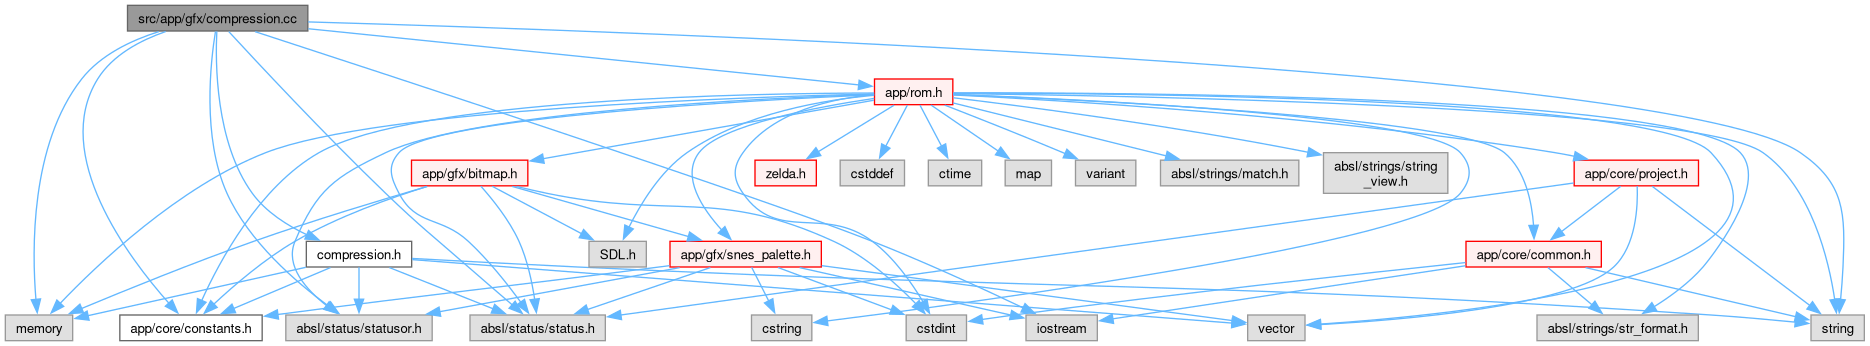 src/app/gfx/compression.cc
app/rom.h
app/gfx/bitmap.h
zelda.h
cstddef
ctime
map
variant
absl/strings/match.h
absl/strings/string
_view.h
app/core/project.h
compression.h
SDL.h
app/gfx/snes_palette.h
app/core/common.h
memory
app/core/constants.h
absl/status/statusor.h
absl/status/status.h
cstring
cstdint
iostream
vector
absl/strings/str_format.h
string